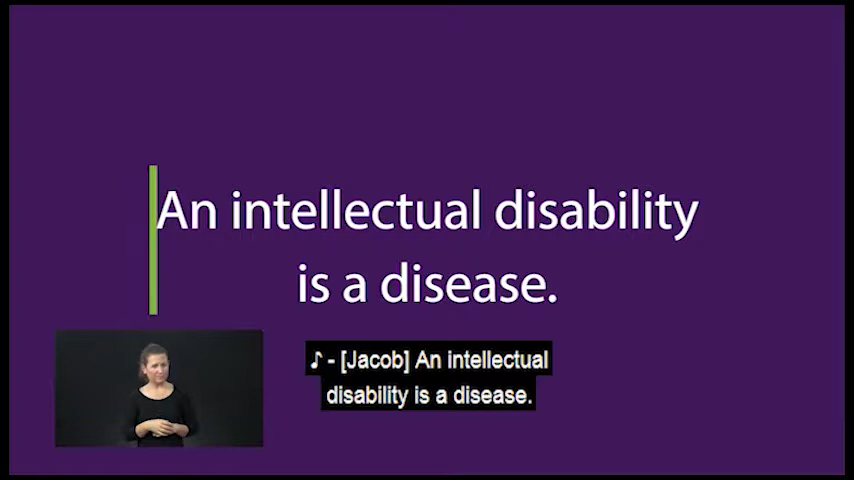 An intellectual disability
is a disease.
♪ - [Jacob] An intellectual
disability is a disease.